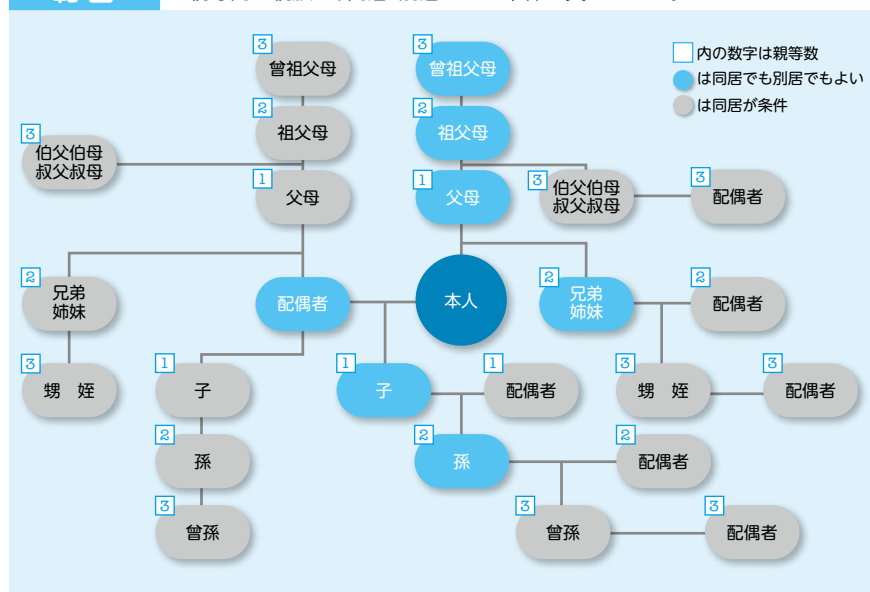 内の数字は親等数
は同居でも別居でもよい
は同居が条件
3
曾祖父母
3
曾祖父母
2
祖父母
2
祖父母
3
伯父伯母
叔父叔母
1
父母
1
父母
3
伯父伯母
叔父叔母
3
配偶者
2
兄弟
姉妹
配偶者
本人
2
兄弟
姉妹
2
配偶者
3
甥 姪
1
子
1
子
1
配偶者
3
甥 姪
3
配偶者
2
孫
2
孫
2
配偶者
3
曾孫
3
曾孫
3
配偶者